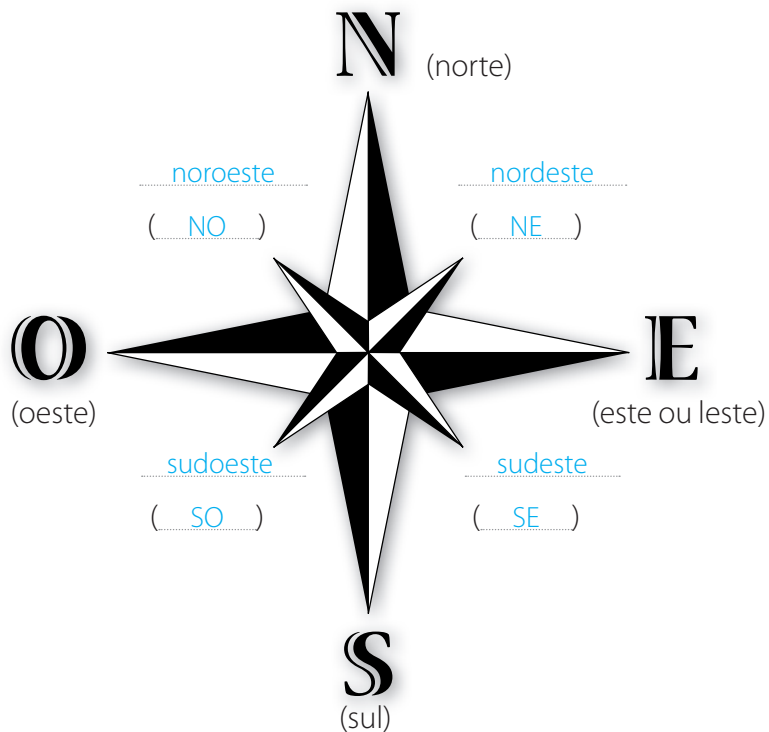 N (norte)
noroeste
( NO )
nordeste
( NE )
O
(oeste)
E
(este ou leste)
sudoeste
( SO )
sudeste
( SE )
S
(sul)